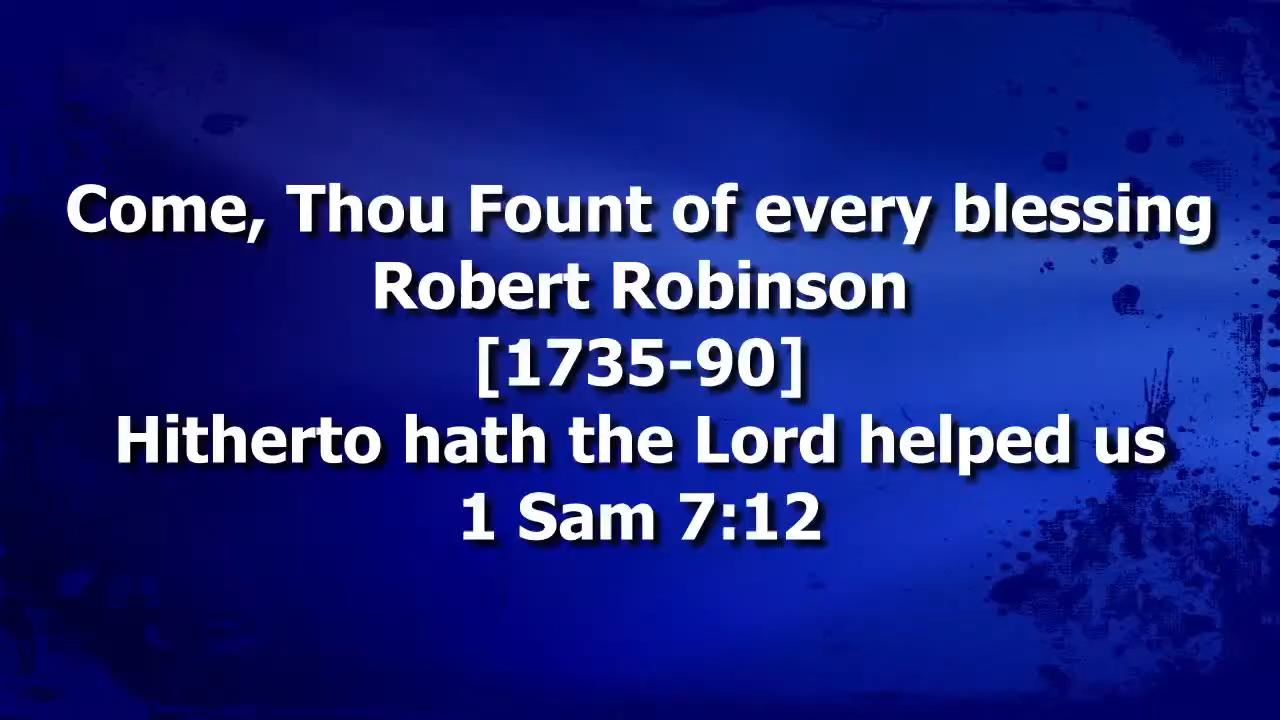 Come, Thou Fount of every blessing
Robert Robinson
[1735-90]
Hitherto hath the Lord helped us
1 Sam 7:12